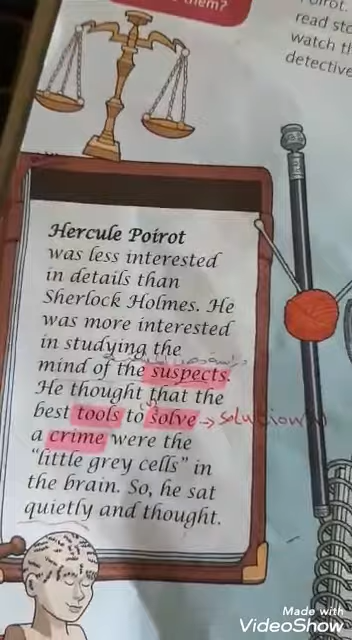 them?
read sto
watch th
detective
Hercule Poirot
was less interested
in details than
Sherlock Holmes. He
was more interested
in studying the
mind of the suspects.
He thought that the
best tools to solve → solution
a crime were the
"little grey cells" in
the brain. So, he sat
quietly and thought.
Made with
VideoShow